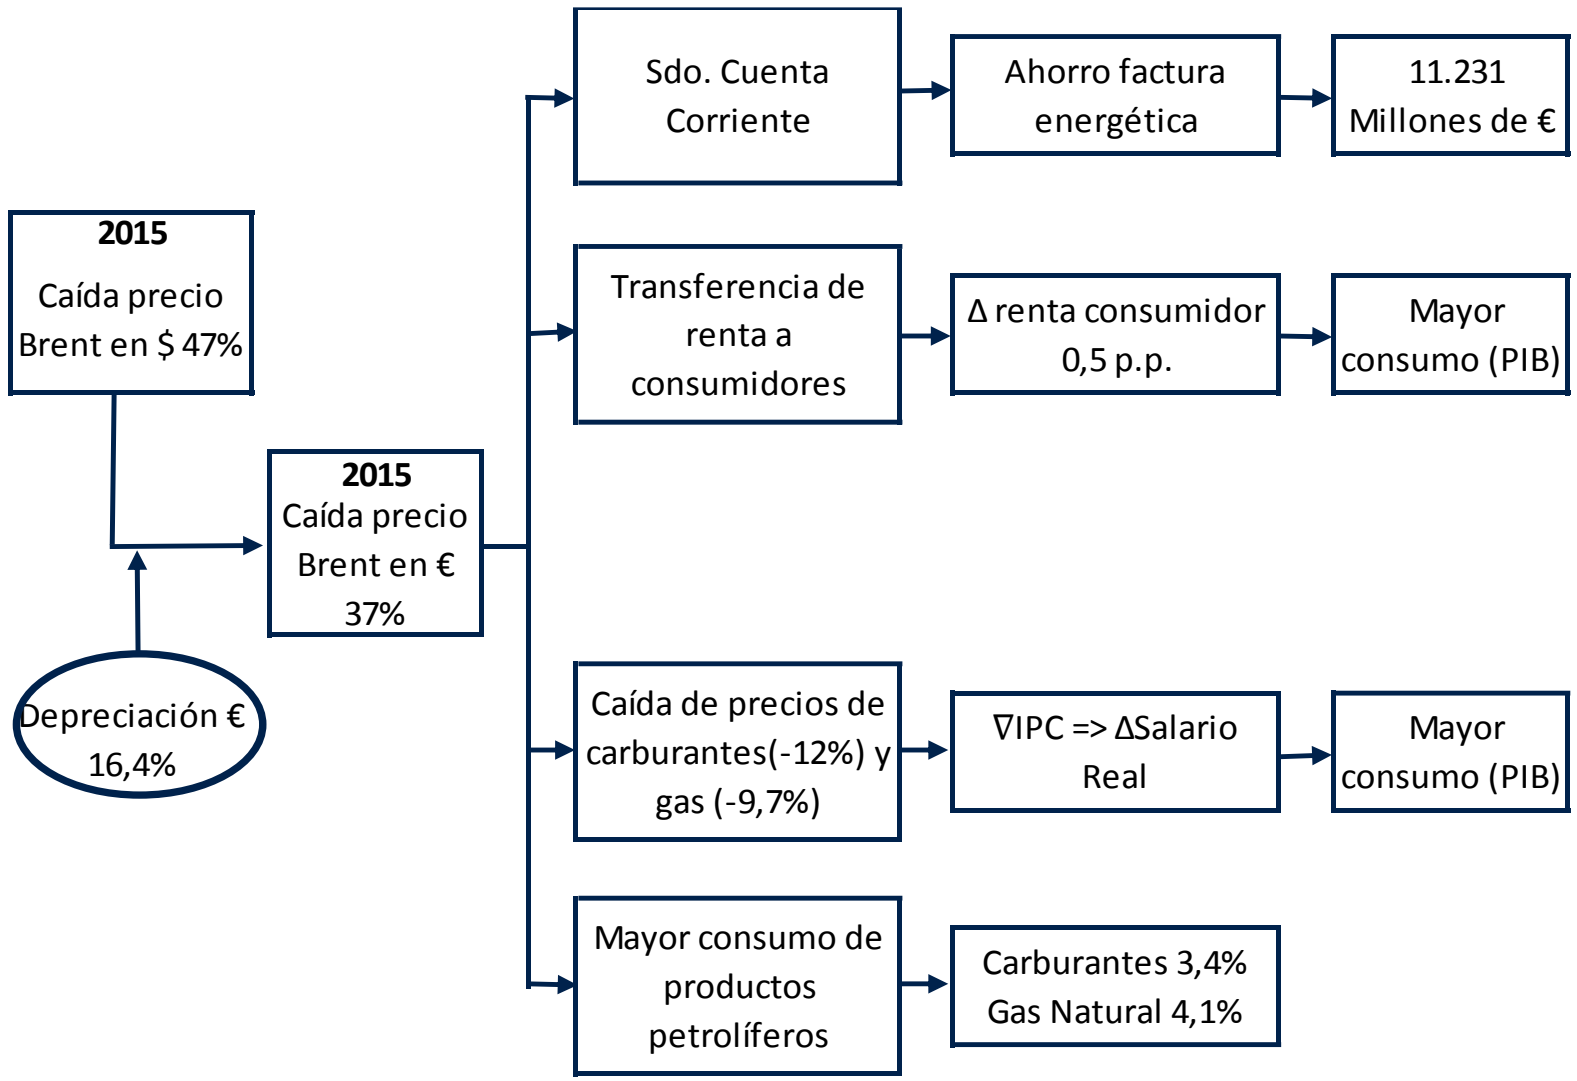 Sdo. Cuenta
Corriente
Ahorro factura
energética
11.231
Millones de €
2015
Caída precio
Brent en $ 47%
Transferencia de
renta a
consumidores
Δ renta consumidor
0,5 p.p.
Mayor
consumo (PIB)
2015
Caída precio
Brent en €
37%
Depreciación €
16,4%
Caída de precios de
carburantes(-12%) y
gas (-9,7%)
∇IPC => ΔSalario
Real
Mayor
consumo (PIB)
Mayor consumo de
productos
petrolíferos
Carburantes 3,4%
Gas Natural 4,1%